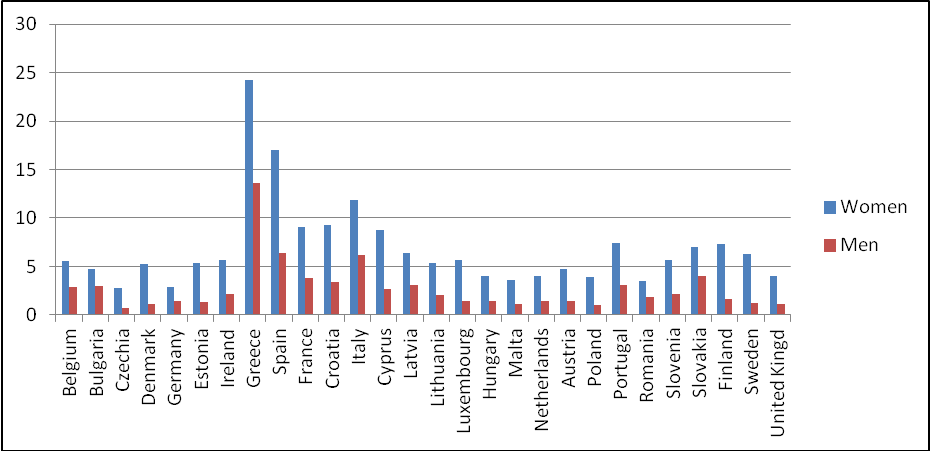 30
25
20
15
10
5
0
Women
Men
Belgium
Bulgaria
Czechia
Denmark
Germany
Estonia
Ireland
Greece
Spain
France
Croatia
Italy
Cyprus
Latvia
Lithuania
Luxembourg
Hungary
Malta
Netherlands
Austria
Poland
Portugal
Romania
Slovenia
Slovakia
Finland
Sweden
United Kingd